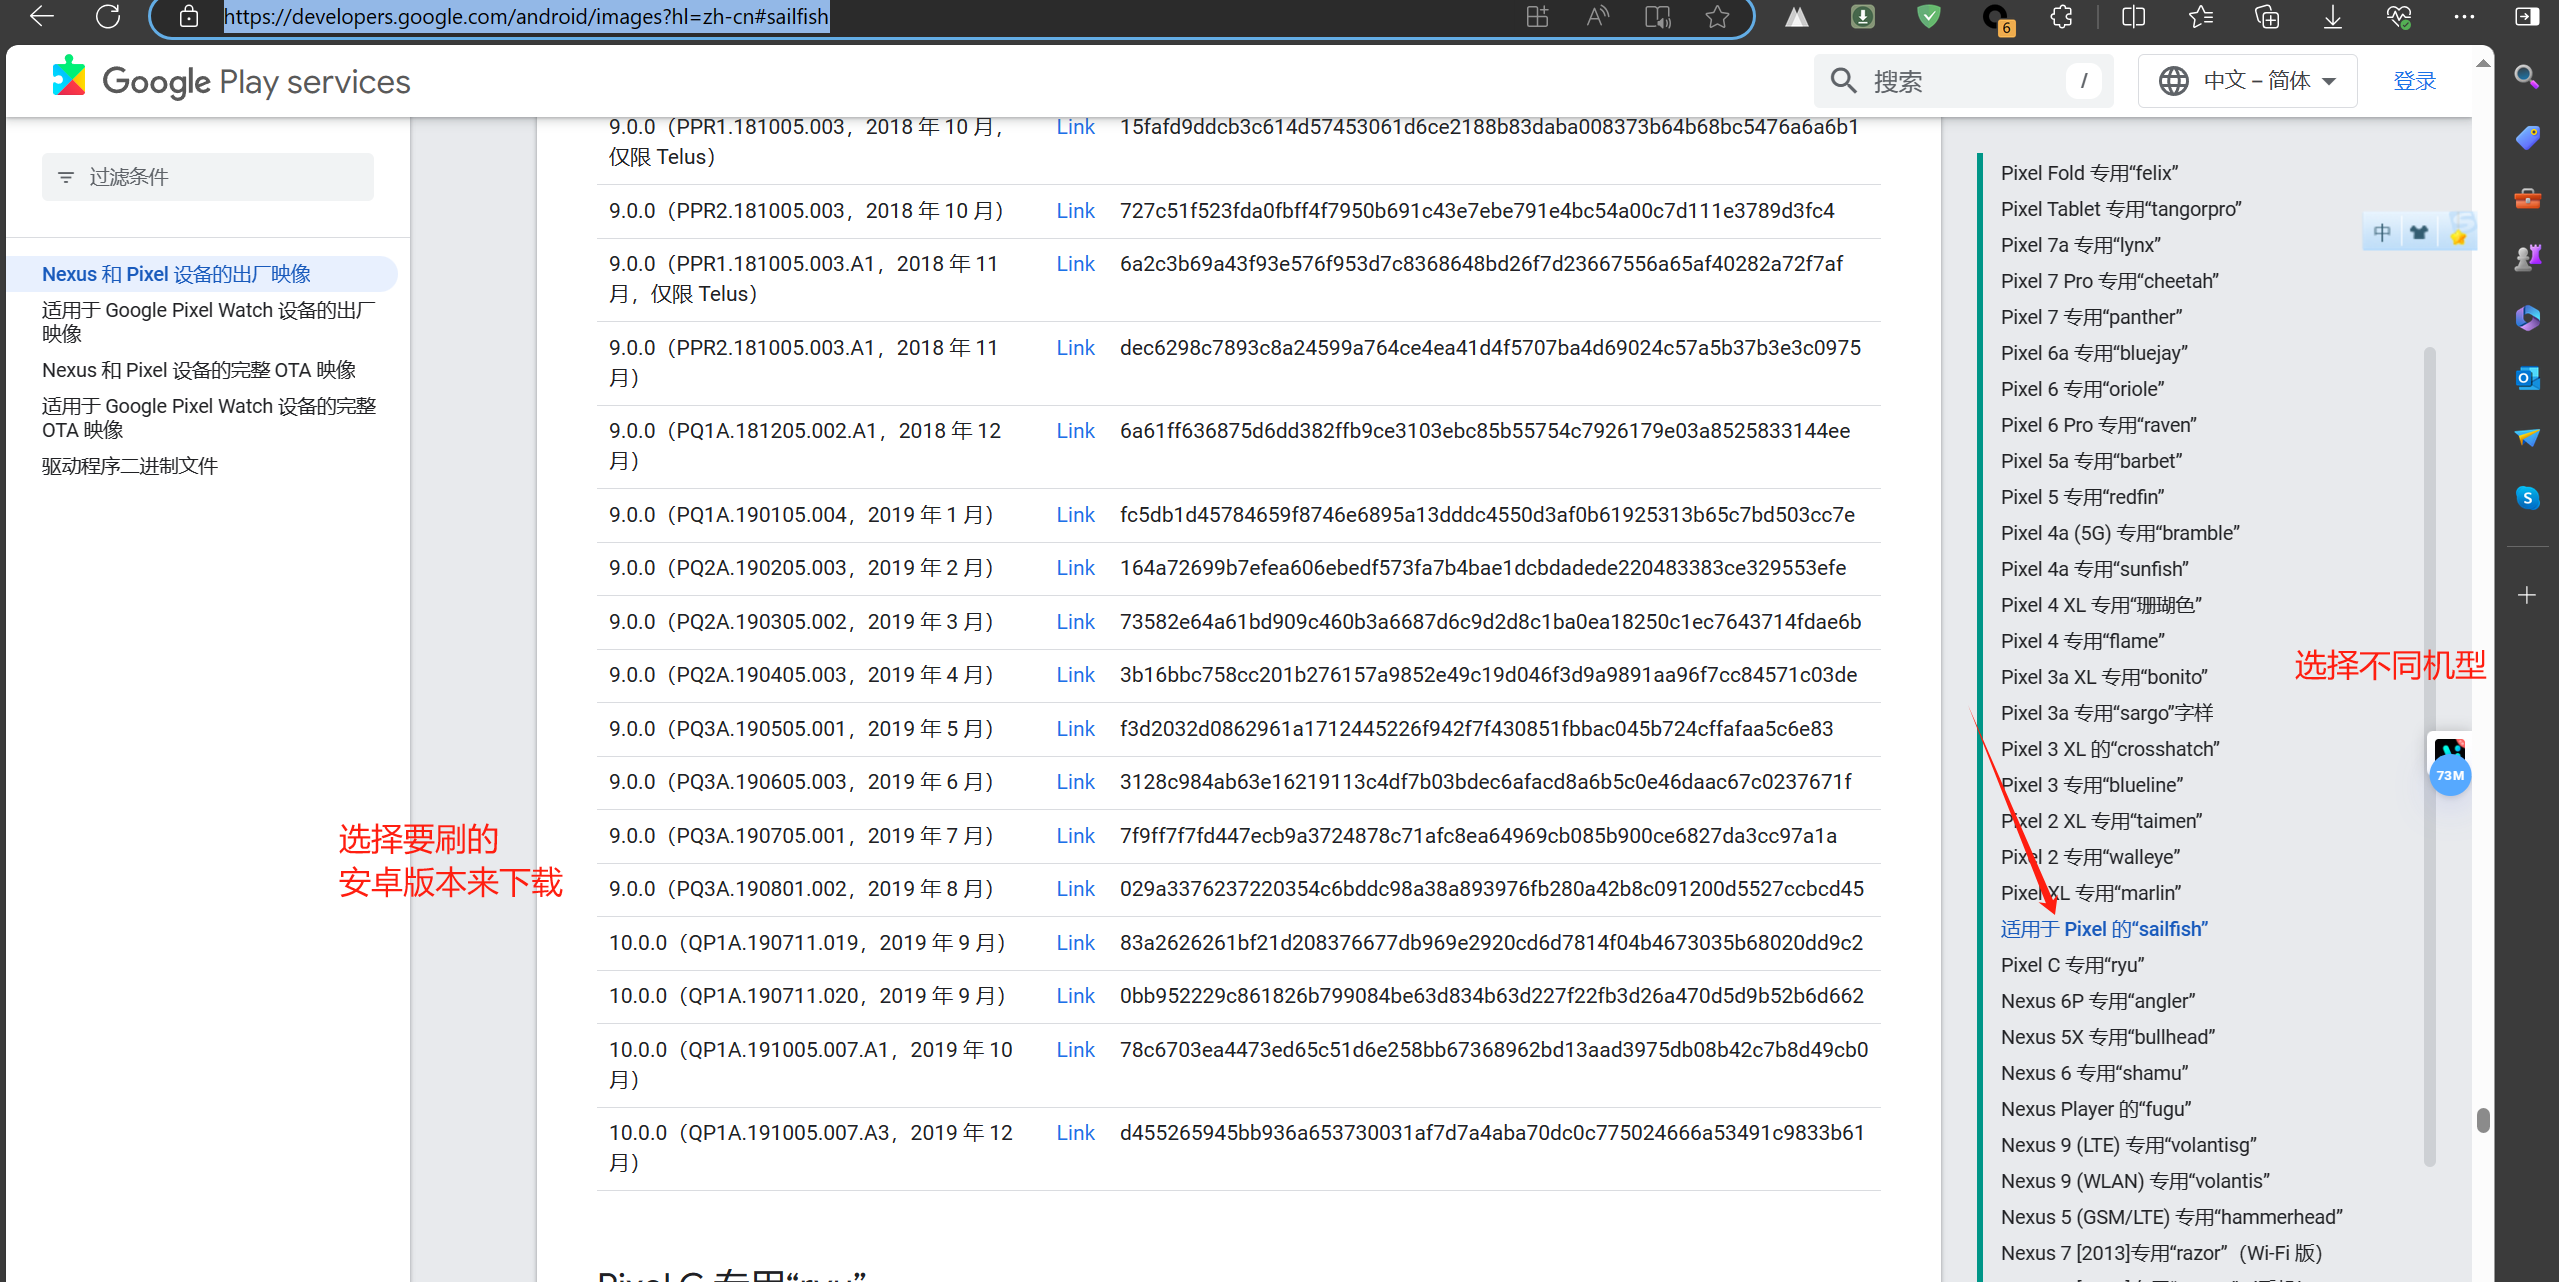 https://developers.google.com/android/images?hl=zh-cn#sailfish
6
Google Play services
搜索
/
中文 – 简体
登录
过滤条件
Nexus 和 Pixel 设备的出厂映像
适用于 Google Pixel Watch 设备的出厂
映像
Nexus 和 Pixel 设备的完整 OTA 映像
适用于 Google Pixel Watch 设备的完整
OTA 映像
驱动程序二进制文件
选择要刷的
安卓版本来下载
9.0.0（PPR1.181005.003，2018 年 10 月， Link 15fafd9ddcb3c614d57453061d6ce2188b83daba008373b64b68bc5476a6a6b1
仅限 Telus）
9.0.0（PPR2.181005.003，2018 年 10 月） Link 727c51f523fda0fbff4f7950b691c43e7ebe791e4bc54a00c7d111e3789d3fc4
9.0.0（PPR1.181005.003.A1，2018 年 11 Link 6a2c3b69a43f93e576f953d7c8368648bd26f7d23667556a65af40282a72f7af
月，仅限 Telus）
9.0.0（PPR2.181005.003.A1，2018 年 11 Link dec6298c7893c8a24599a764ce4ea41d4f5707ba4d69024c57a5b37b3e3c0975
月）
9.0.0（PQ1A.181205.002.A1，2018 年 12 Link 6a61ff636875d6dd382ffb9ce3103ebc85b55754c7926179e03a8525833144ee
月）
9.0.0（PQ1A.190105.004，2019 年 1 月） Link fc5db1d45784659f8746e6895a13dddc4550d3af0b61925313b65c7bd503cc7e
9.0.0（PQ2A.190205.003，2019 年 2 月） Link 164a72699b7efea606ebedf573fa7b4bae1dcbdadede220483383ce329553efe
9.0.0（PQ2A.190305.002，2019 年 3 月） Link 73582e64a61bd909c460b3a6687d6c9d2d8c1ba0ea18250c1ec7643714fdae6b
9.0.0（PQ2A.190405.003，2019 年 4 月） Link 3b16bbc758cc201b276157a9852e49c19d046f3d9a9891aa96f7cc84571c03de
9.0.0（PQ3A.190505.001，2019 年 5 月） Link f3d2032d0862961a1712445226f942f7f430851fbbac045b724cffafaa5c6e83
9.0.0（PQ3A.190605.003，2019 年 6 月） Link 3128c984ab63e16219113c4df7b03bdec6afacd8a6b5c0e46daac67c0237671f
9.0.0（PQ3A.190705.001，2019 年 7 月） Link 7f9ff7f7fd447ecb9a3724878c71afc8ea64969cb085b900ce6827da3cc97a1a
9.0.0（PQ3A.190801.002，2019 年 8 月） Link 029a3376237220354c6bddc98a38a893976fb280a42b8c091200d5527ccbcd45
10.0.0（QP1A.190711.019，2019 年 9 月） Link 83a2626261bf21d208376677db969e2920cd6d7814f04b4673035b68020dd9c2
10.0.0（QP1A.190711.020，2019 年 9 月） Link 0bb952229c861826b799084be63d834b63d227f22fb3d26a470d5d9b52b6d662
10.0.0（QP1A.191005.007.A1，2019 年 10 Link 78c6703ea4473ed65c51d6e258bb67368962bd13aad3975db08b42c7b8d49cb0
月）
10.0.0（QP1A.191005.007.A3，2019 年 12 Link d455265945bb936a653730031af7d7a4aba70dc0c775024666a53491c9833b61
月）
Pixel C 专用“ryu”
Pixel Fold 专用“felix”
Pixel Tablet 专用“tangorpro”
Pixel 7a 专用“lynx”
Pixel 7 Pro 专用“cheetah”
Pixel 7 专用“panther”
Pixel 6a 专用“bluejay”
Pixel 6 专用“oriole”
Pixel 6 Pro 专用“raven”
Pixel 5a 专用“barbet”
Pixel 5 专用“redfin”
Pixel 4a (5G) 专用“bramble”
Pixel 4a 专用“sunfish”
Pixel 4 XL 专用“珊瑚色”
Pixel 4 专用“flame”
Pixel 3a XL 专用“bonito”
Pixel 3a 专用“sargo”字样
Pixel 3 XL 的“crosshatch”
Pixel 3 专用“blueline”
Pixel 2 XL 专用“taimen”
Pixel 2 专用“walleye”
Pixel XL 专用“marlin”
适用于 Pixel 的“sailfish”
Pixel C 专用“ryu”
Nexus 6P 专用“angler”
Nexus 5X 专用“bullhead”
Nexus 6 专用“shamu”
Nexus Player 的“fugu”
Nexus 9 (LTE) 专用“volantisg”
Nexus 9 (WLAN) 专用“volantis”
Nexus 5 (GSM/LTE) 专用“hammerhead”
Nexus 7 [2013]专用“razor”（Wi-Fi 版）
选择不同机型
中
73M